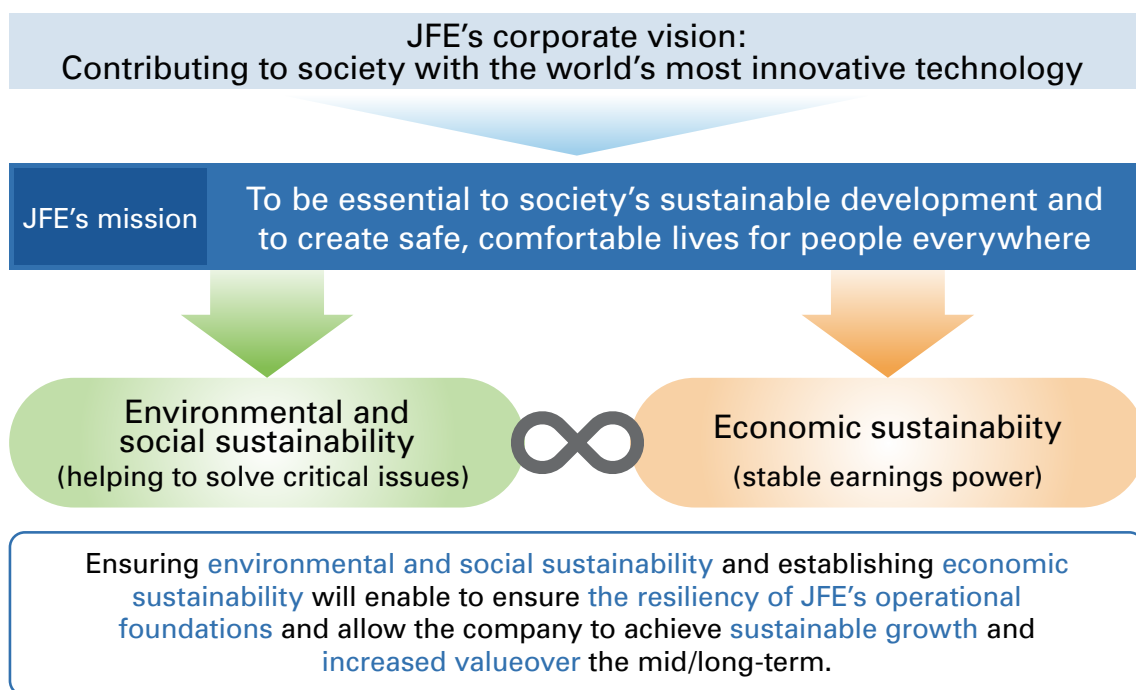 JFE’s corporate vision:
Contributing to society with the world’s most innovative technology
JFE’s mission
To be essential to society’s sustainable development and
to create safe, comfortable lives for people everywhere
Environmental and
social sustainability
(helping to solve critical issues)
Economic sustainabiity
(stable earnings power)
Ensuring environmental and social sustainability and establishing economic
sustainability will enable to ensure the resiliency of JFE’s operational
foundations and allow the company to achieve sustainable growth and
increased valueover the mid/long-term.